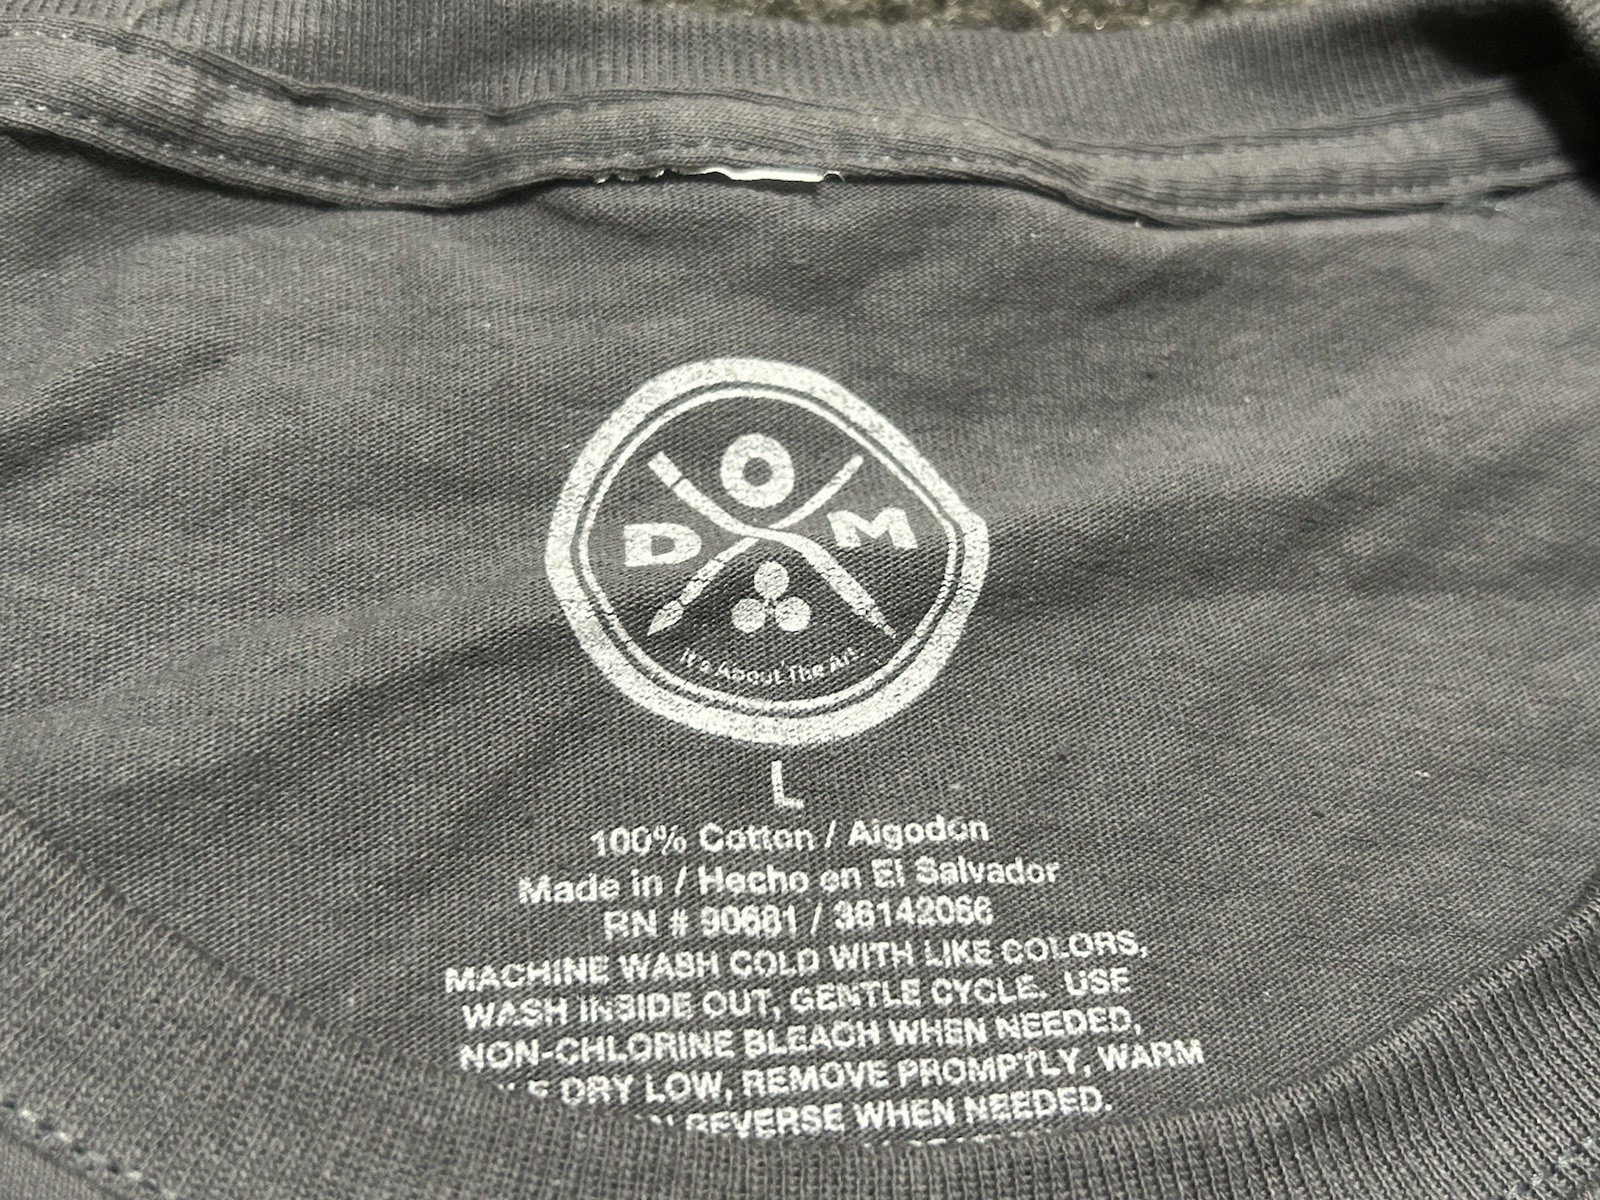 D O M
It's About The Art
L
100% Cotton / Algodón
Made in / Hecho en El Salvador
RN # 90681 / 36142066
MACHINE WASH COLD WITH LIKE COLORS,
WASH INSIDE OUT, GENTLE CYCLE. USE
NON-CHLORINE BLEACH WHEN NEEDED,
DRY LOW, REMOVE PROMPTLY, WARM
REVERSE WHEN NEEDED.